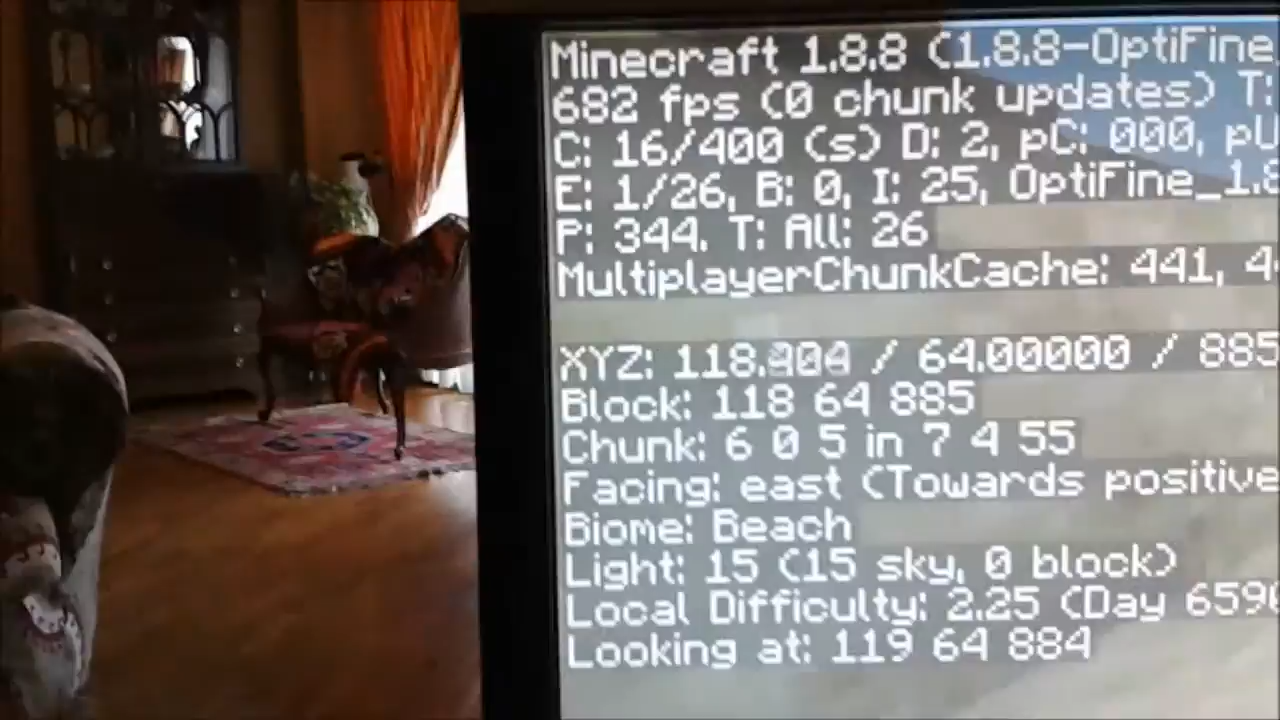 Minecraft 1.8.8 (1.8.8-OptiFine
682 fps (0 chunk updates) T:
C: 16/400 (s) D: 2, pC: 000, pU
E: 1/26, B: 0, I: 25, OptiFine_1.8
P: 344. T: All: 26
MultiplayerChunkCache: 441, 4
XYZ: / 64.00000 / 885
Block: 118 64 885
Chunk: 6 0 5 in 7 4 55
Facing: east (Towards positive
Biome: Beach
Light: 15 (15 sky, 0 block)
Local Difficulty: 2.25 (Day 659
Looking at: 119 64 884